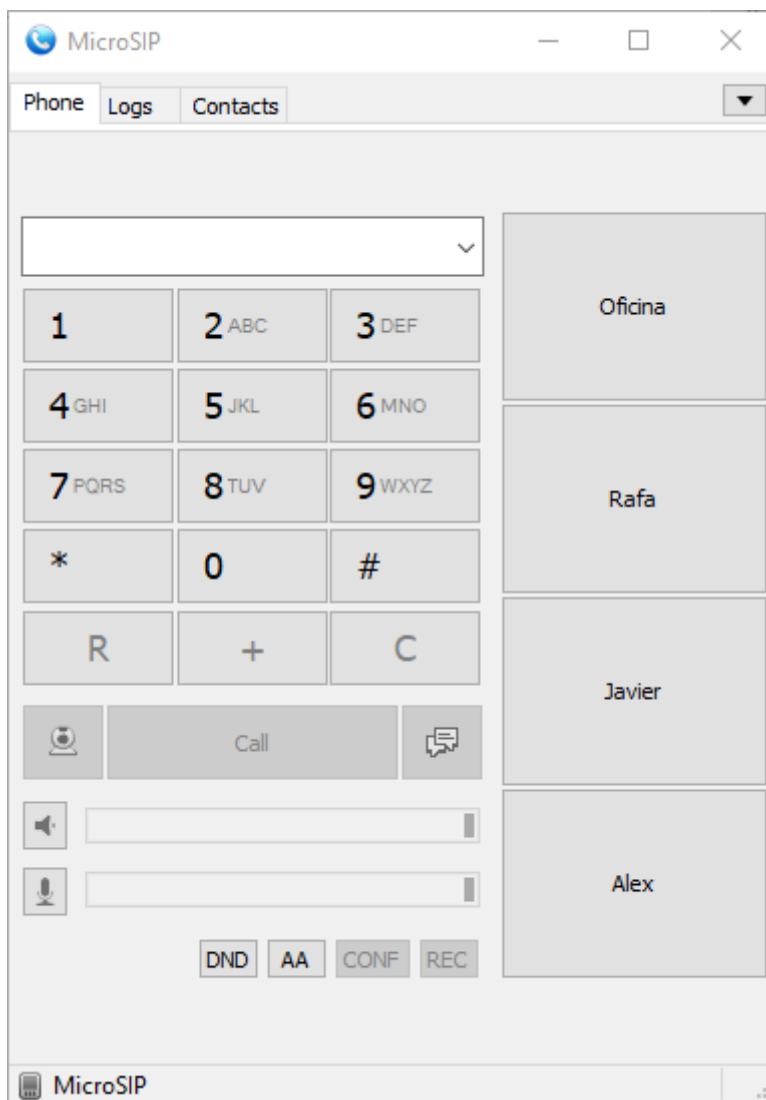 MicroSIP
Phone Logs Contacts
1 2 ABC 3 DEF
4 GHI 5 JKL 6 MNO
7 PQRS 8 TUV 9 WXYZ
* 0 #
R + C
Call
DND AA CONF REC
Oficina
Rafa
Javier
Alex
MicroSIP